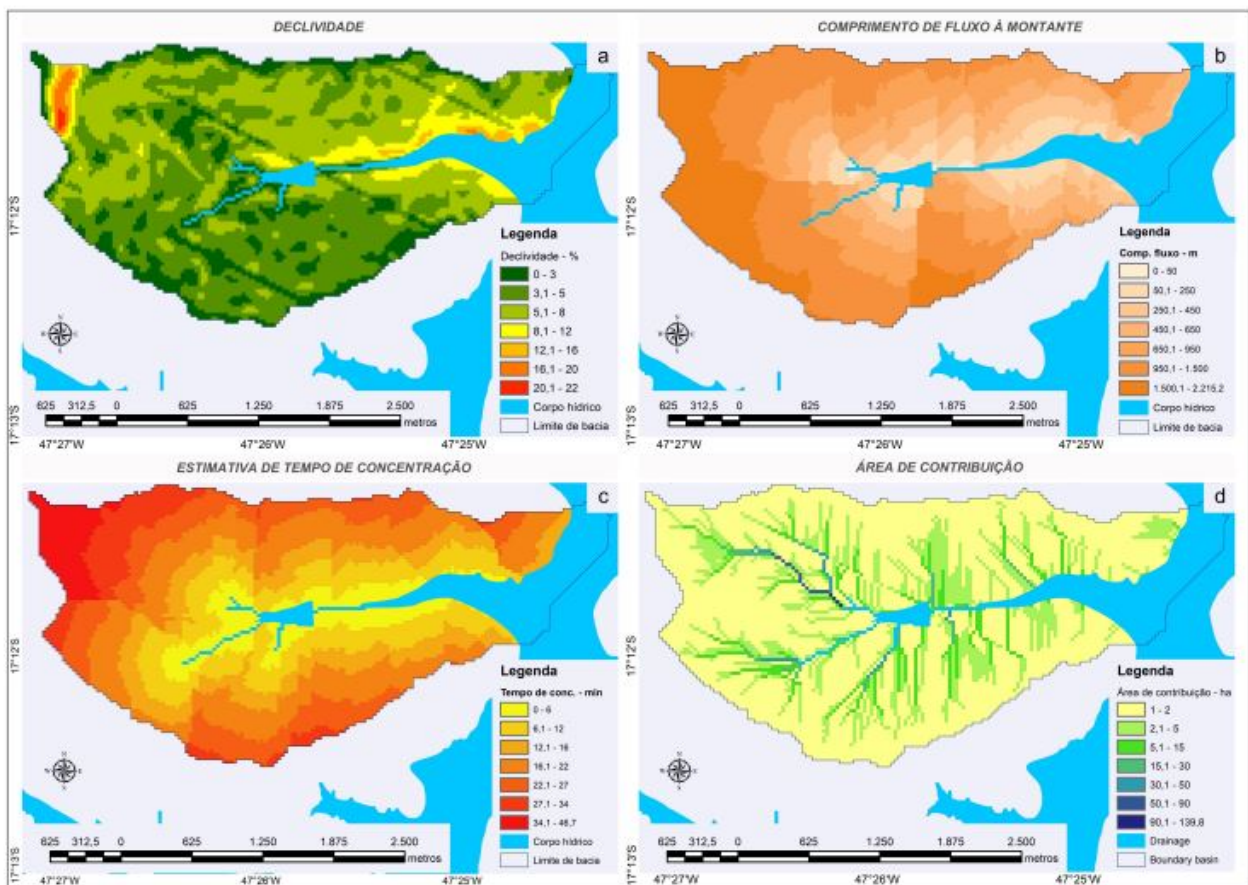 DECLIVIDADE
a
17°12'S
17°13'S
Legenda
Declividade - %
0 - 3
3,1 - 5
5,1 - 8
8,1 - 12
12,1 - 16
16,1 - 20
20,1 - 22
Corpo hídrico
Limite de bacia
625 312,5 0 625 1.250 1.875 2.500
metros
47°27'W 47°26'W 47°25'W
COMPRIMENTO DE FLUXO À MONTANTE
b
17°12'S
17°13'S
Legenda
Comp. fluxo - m
0 - 50
50,1 - 250
250,1 - 450
450,1 - 650
650,1 - 950
950,1 - 1.500
1.500,1 - 2.215,2
Corpo hídrico
Limite de bacia
625 312,5 0 625 1.250 1.875 2.500
metros
47°27'W 47°26'W 47°25'W
ESTIMATIVA DE TEMPO DE CONCENTRAÇÃO
c
17°12'S
17°13'S
Legenda
Tempo de conc. - min
0 - 6
6,1 - 12
12,1 - 16
16,1 - 22
22,1 - 27
27,1 - 34
34,1 - 46,7
Corpo hídrico
Limite de bacia
625 312,5 0 625 1.250 1.875 2.500
metros
47°27'W 47°26'W 47°25'W
ÁREA DE CONTRIBUIÇÃO
d
17°12'S
17°13'S
Legenda
Área de contribuição - ha
1 - 2
2,1 - 5
5,1 - 15
15,1 - 30
30,1 - 50
50,1 - 90
90,1 - 139,8
Drainage
Boundary basin
625 312,5 0 625 1.250 1.875 2.500
metros
47°27'W 47°26'W 47°25'W